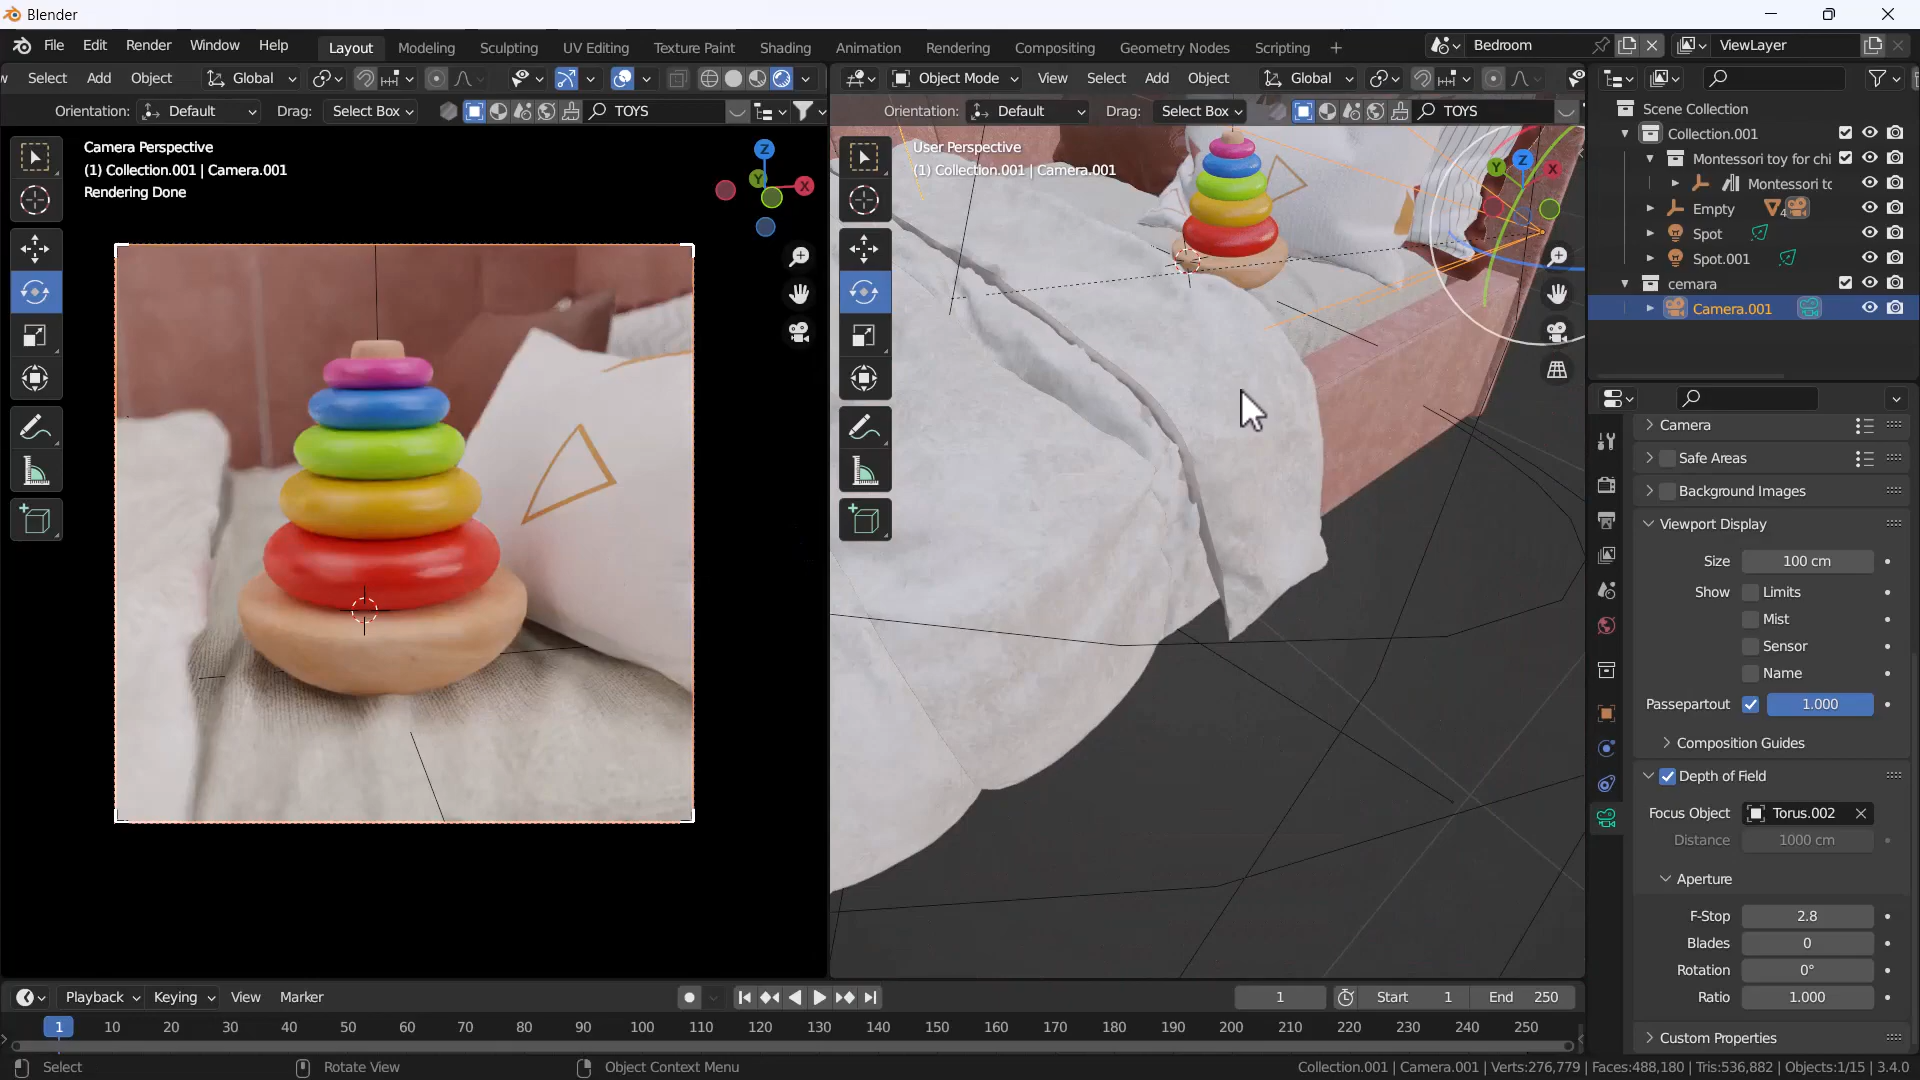 Blender
File Edit Render Window Help Layout Modeling Sculpting UV Editing Texture Paint Shading Animation Rendering Compositing Geometry Nodes Scripting + Bedroom ViewLayer
Select Add Object Global Object Mode View Select Add Object Global
Orientation: Default Drag: Select Box TOYS Orientation: Default Drag: Select Box TOYS
Camera Perspective
(1) Collection.001 | Camera.001
Rendering Done
Z
Y
X
User Perspective
(1) Collection.001 | Camera.001
Y
Z
X
Scene Collection
Collection.001
Montessori toy for chi
Montessori tc
Empty 4
Spot
Spot.001
cemara
Camera.001
Camera
Safe Areas
Background Images
Viewport Display
Size 100 cm
Show Limits
Mist
Sensor
Name
Passepartout 1.000
Composition Guides
Depth of Field
Focus Object Torus.002
Distance 1000 cm
Aperture
F-Stop 2.8
Blades 0
Rotation 0°
Ratio 1.000
Custom Properties
Playback Keying View Marker 1 Start 1 End 250
1 10 20 30 40 50 60 70 80 90 100 110 120 130 140 150 160 170 180 190 200 210 220 230 240 250
Select Rotate View Object Context Menu Collection.001 | Camera.001 | Verts:276,779 | Faces:488,180 | Tris:536,882 | Objects:1/15 | 3.4.0